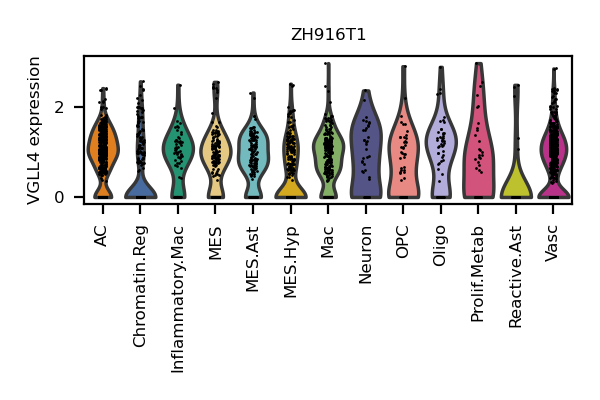 ZH916T1
VGLL4 expression
2
0
AC
Chromatin.Reg
Inflammatory.Mac
MES
MES.Ast
MES.Hyp
Mac
Neuron
OPC
Oligo
Prolif.Metab
Reactive.Ast
Vasc